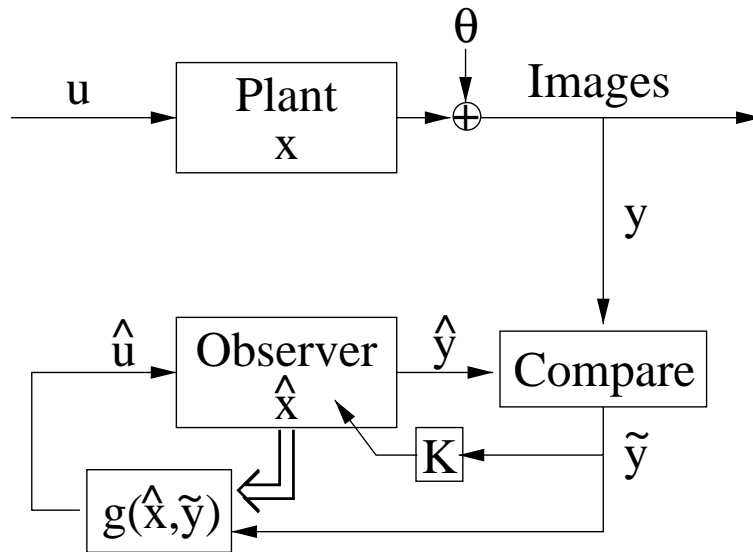 θ
u
Plant
x
Images
y
û
Observer
x̂
ŷ
Compare
K
ỹ
g(x̂,ỹ)